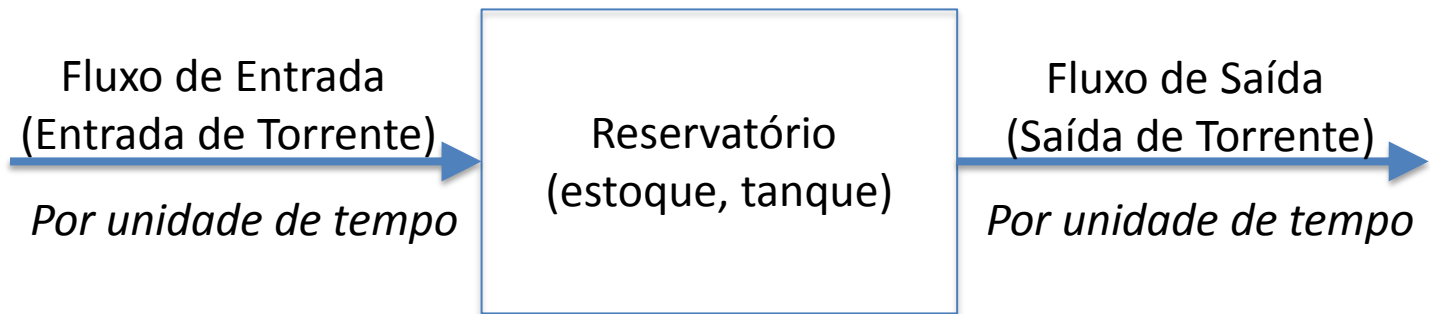 Fluxo de Entrada
(Entrada de Torrente)
Por unidade de tempo
Reservatório
(estoque, tanque)
Fluxo de Saída
(Saída de Torrente)
Por unidade de tempo